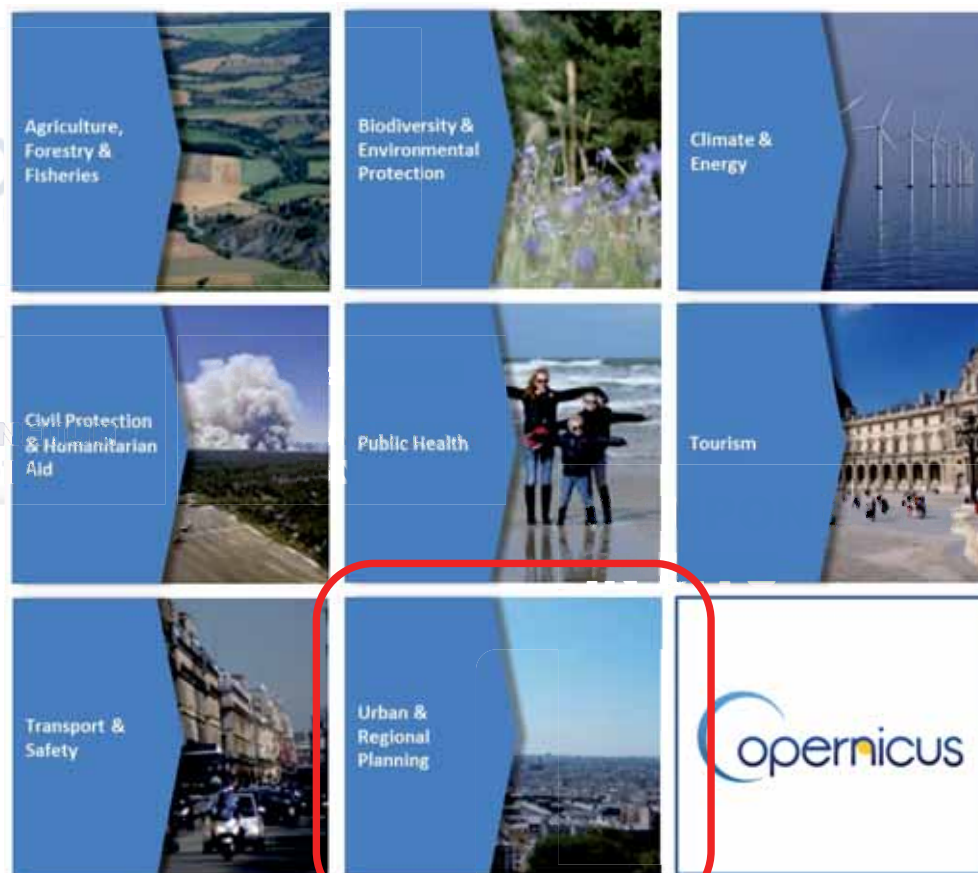 Agriculture,
Forestry &
Fisheries
Biodiversity &
Environmental
Protection
Climate &
Energy
Civil Protection
& Humanitarian
Aid
Public Health
Tourism
Transport &
Safety
Urban &
Regional
Planning
opernicus